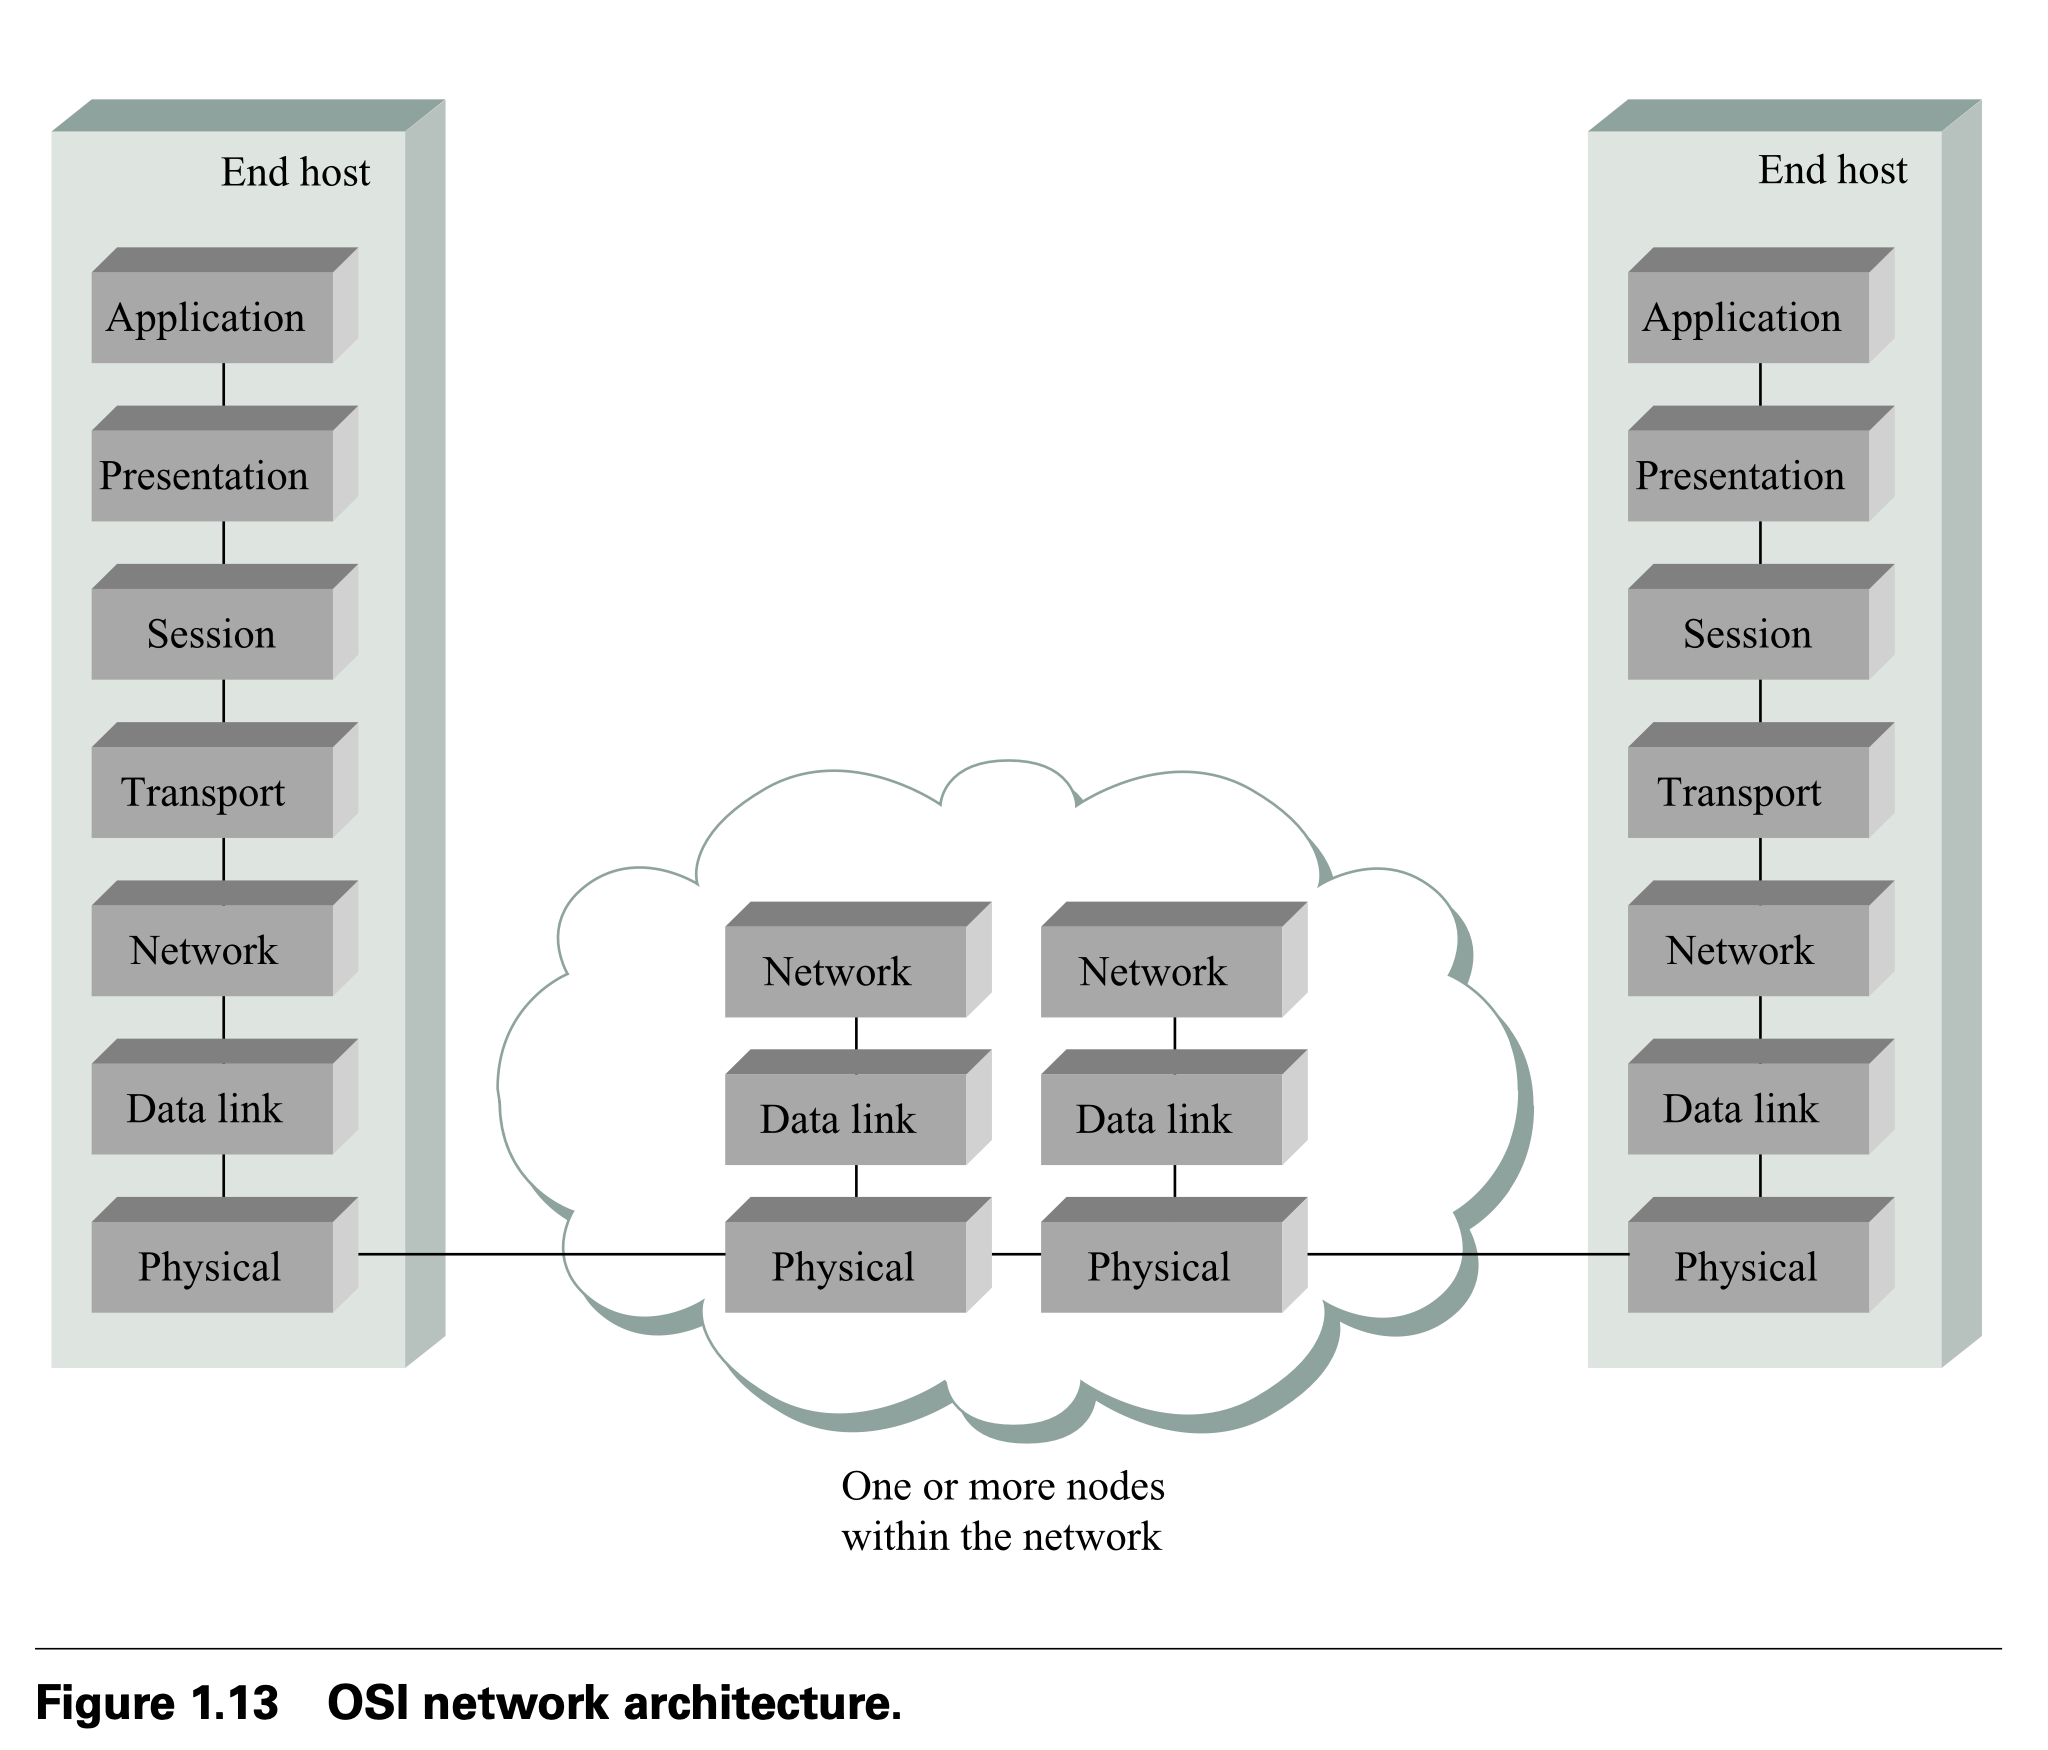 End host
Application
Presentation
Session
Transport
Network
Data link
Physical
Network
Data link
Physical
Network
Data link
Physical
End host
Application
Presentation
Session
Transport
Network
Data link
Physical
One or more nodes
within the network
Figure 1.13 OSI network architecture.